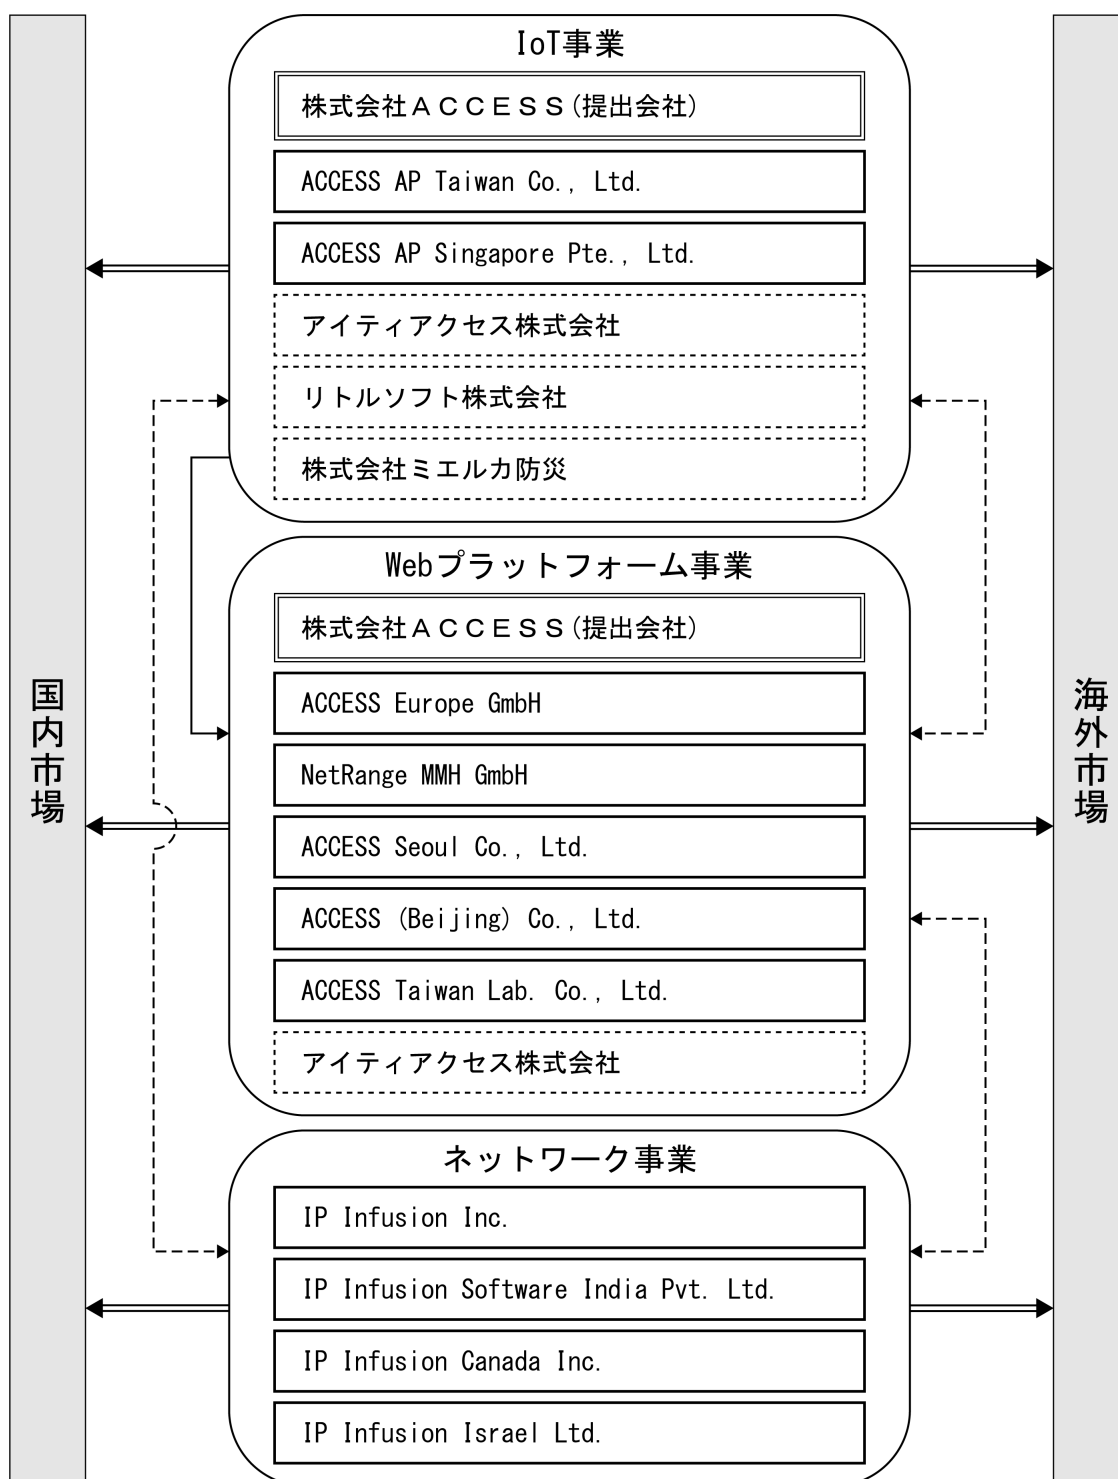 国内市場
IoT事業
株式会社ＡＣＣＥＳＳ(提出会社)
ACCESS AP Taiwan Co., Ltd.
ACCESS AP Singapore Pte., Ltd.
アイティアクセス株式会社
リトルソフト株式会社
株式会社ミエルカ防災
Webプラットフォーム事業
株式会社ＡＣＣＥＳＳ(提出会社)
ACCESS Europe GmbH
NetRange MMH GmbH
ACCESS Seoul Co., Ltd.
ACCESS (Beijing) Co., Ltd.
ACCESS Taiwan Lab. Co., Ltd.
アイティアクセス株式会社
ネットワーク事業
IP Infusion Inc.
IP Infusion Software India Pvt. Ltd.
IP Infusion Canada Inc.
IP Infusion Israel Ltd.
海外市場